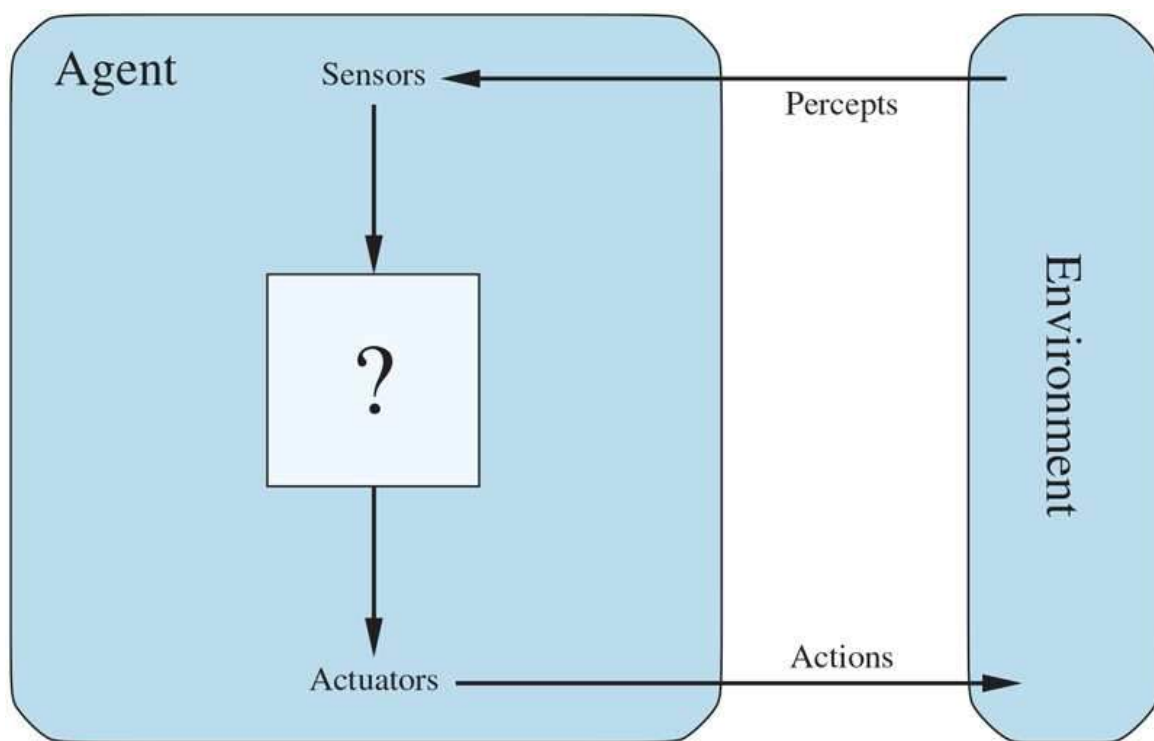 Agent
Sensors
Percepts
?
Environment
Actions
Actuators